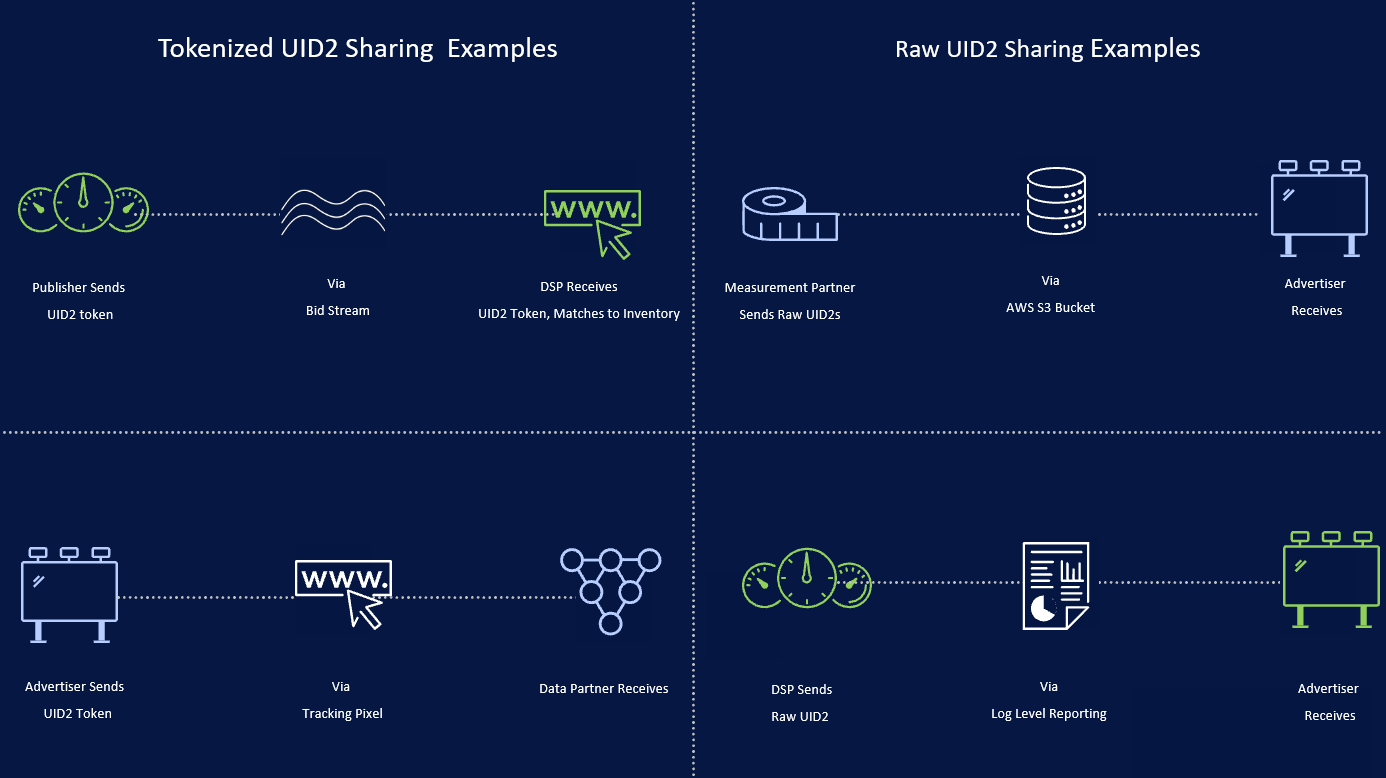 Tokenized UID2 Sharing Examples
Raw UID2 Sharing Examples
WWW.
Publisher Sends
UID2 token
Via
Bid Stream
DSP Receives
UID2 Token, Matches to Inventory
Measurement Partner
Sends Raw UID2s
Via
AWS S3 Bucket
Advertiser
Receives
WWW.
Advertiser Sends
UID2 Token
Via
Tracking Pixel
Data Partner Receives
DSP Sends
Raw UID2
Via
Log Level Reporting
Advertiser
Receives